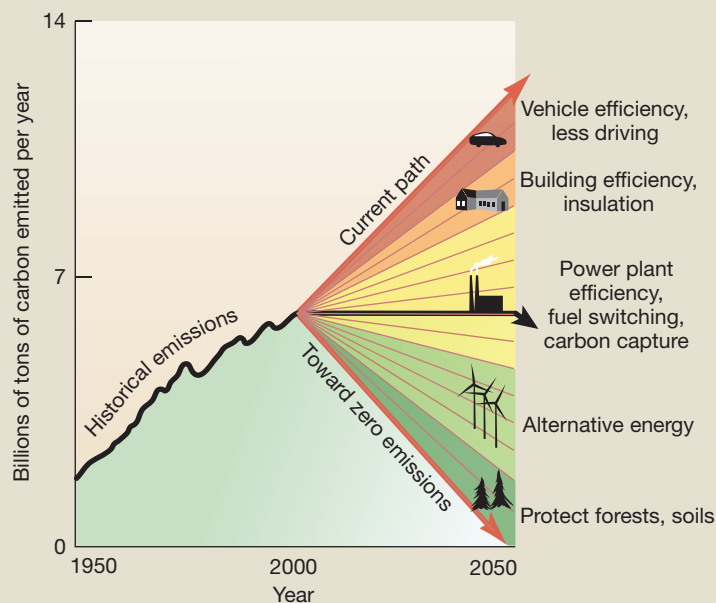 14
7
0
Billions of tons of carbon emitted per year
Historical emissions
Current path
Toward zero emissions
Vehicle efficiency,
less driving
Building efficiency,
insulation
Power plant
efficiency,
fuel switching,
carbon capture
Alternative energy
Protect forests, soils
1950
2000
2050
Year